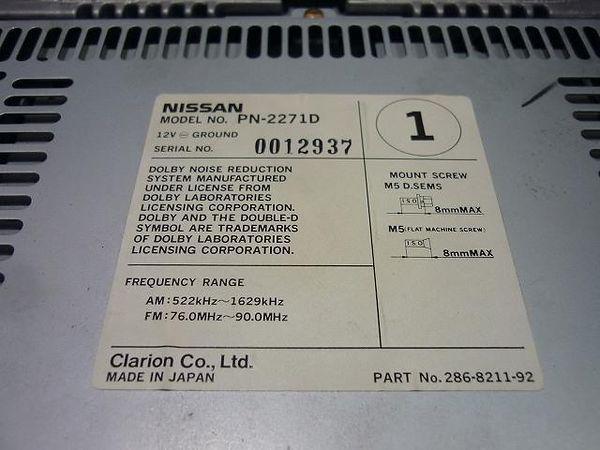 NISSAN
MODEL NO. PN-2271D
12V ⊖ GROUND
SERIAL NO. 0012937
1
DOLBY NOISE REDUCTION
SYSTEM MANUFACTURED
UNDER LICENSE FROM
DOLBY LABORATORIES
LICENSING CORPORATION.
DOLBY AND THE DOUBLE-D
SYMBOL ARE TRADEMARKS
OF DOLBY LABORATORIES
LICENSING CORPORATION.
MOUNT SCREW
M5 D.SEMS
ISO
8mmMAX
M5(FLAT MACHINE SCREW)
ISO
8mmMAX
FREQUENCY RANGE
AM:522kHz~1629kHz
FM:76.0MHz~90.0MHz
Clarion Co., Ltd.
MADE IN JAPAN
PART No. 286-8211-92